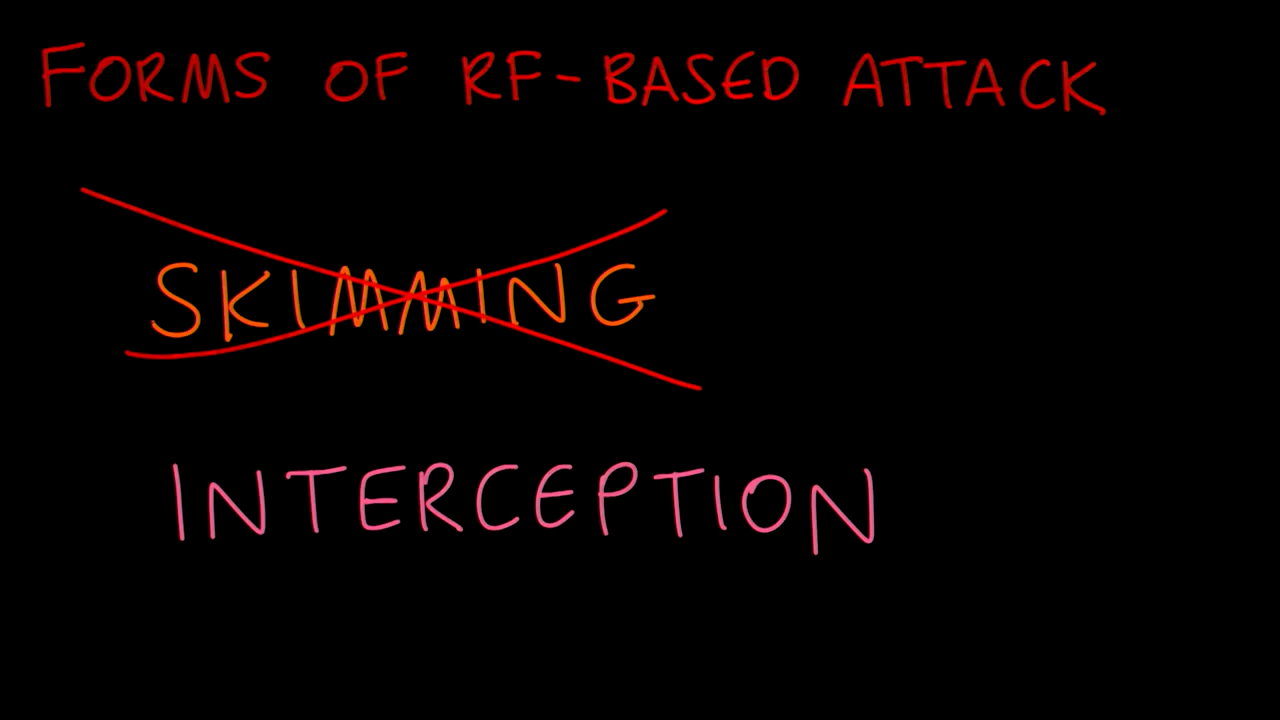 FORMS OF RF-BASED ATTACK
SKIMMING
INTERCEPTION